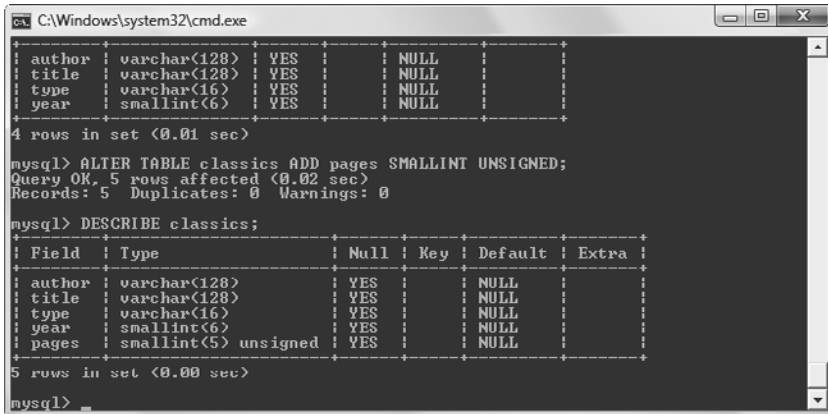 C:\Windows\system32\cmd.exe
+---------+--------------+------+-----+---------+-------+
| author | varchar(128) | YES | | NULL | |
| title | varchar(128) | YES | | NULL | |
| type | varchar(16) | YES | | NULL | |
| year | smallint(6) | YES | | NULL | |
+---------+--------------+------+-----+---------+-------+
4 rows in set (0.01 sec)
mysql> ALTER TABLE classics ADD pages SMALLINT UNSIGNED;
Query OK, 5 rows affected (0.02 sec)
Records: 5 Duplicates: 0 Warnings: 0
mysql> DESCRIBE classics;
+---------+----------------------+------+-----+---------+-------+
| Field | Type | Null | Key | Default | Extra |
+---------+----------------------+------+-----+---------+-------+
| author | varchar(128) | YES | | NULL | |
| title | varchar(128) | YES | | NULL | |
| type | varchar(16) | YES | | NULL | |
| year | smallint(6) | YES | | NULL | |
| pages | smallint(5) unsigned | YES | | NULL | |
+---------+----------------------+------+-----+---------+-------+
5 rows in set (0.00 sec)
mysql> _